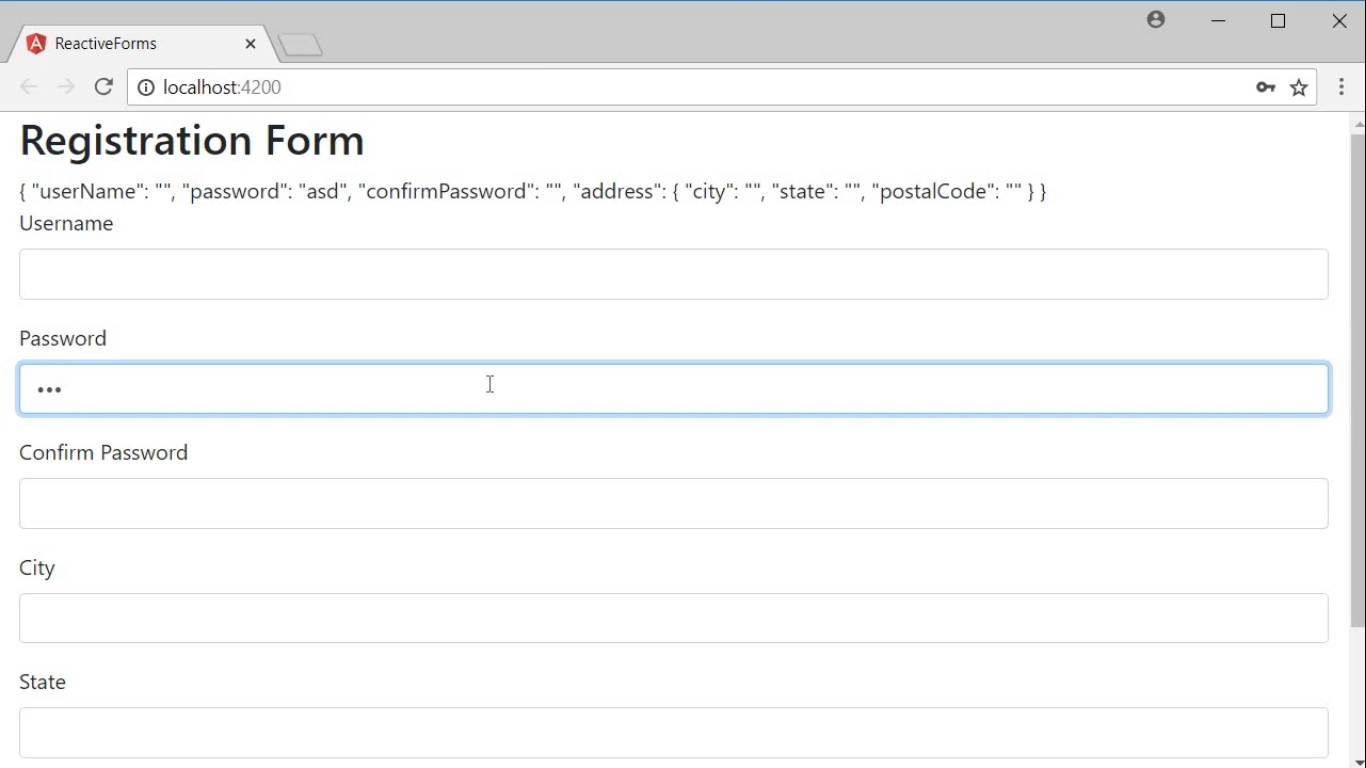 ReactiveForms
localhost:4200
Registration Form
{ "userName": "", "password": "asd", "confirmPassword": "", "address": { "city": "", "state": "", "postalCode": "" } }
Username
Password
•••
Confirm Password
City
State